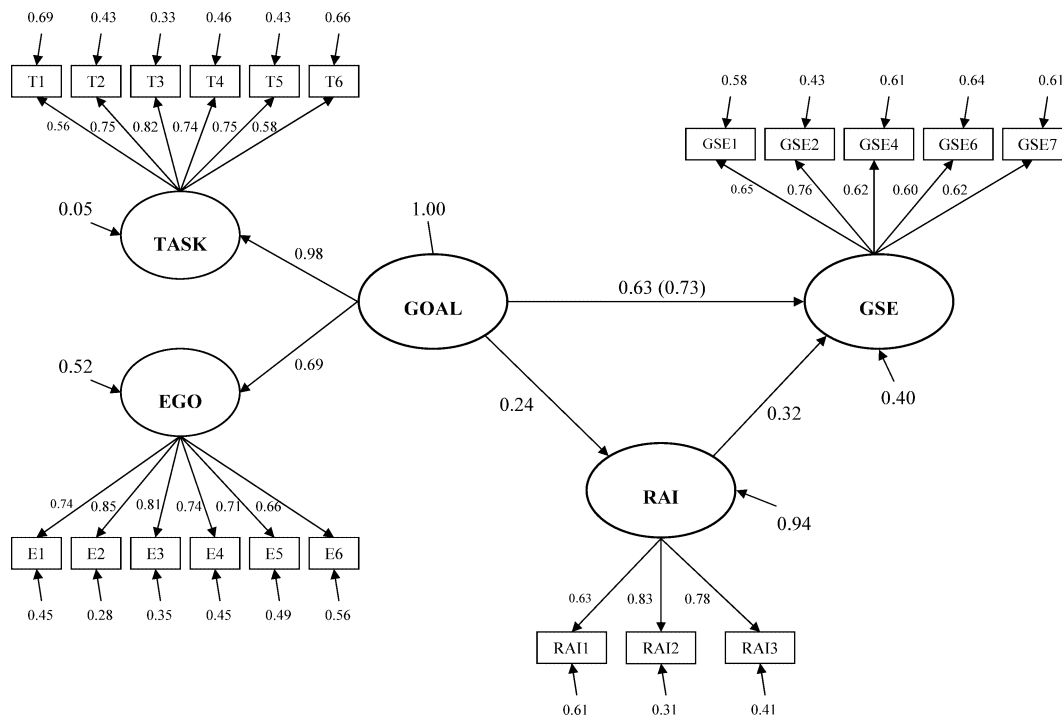 0.69 0.43 0.33 0.46 0.43 0.66
T1 T2 T3 T4 T5 T6
0.56 0.75 0.82 0.74 0.75 0.58
0.05
TASK
0.98
0.58 0.43 0.61 0.64 0.61
GSE1 GSE2 GSE4 GSE6 GSE7
0.65 0.76 0.62 0.60 0.62
1.00
GOAL
0.63 (0.73)
GSE
0.40
0.69
0.52
EGO
0.24
0.32
0.74 0.85 0.81 0.74 0.71 0.66
E1 E2 E3 E4 E5 E6
0.45 0.28 0.35 0.45 0.49 0.56
RAI
0.94
0.63 0.83 0.78
RAI1 RAI2 RAI3
0.61 0.31 0.41